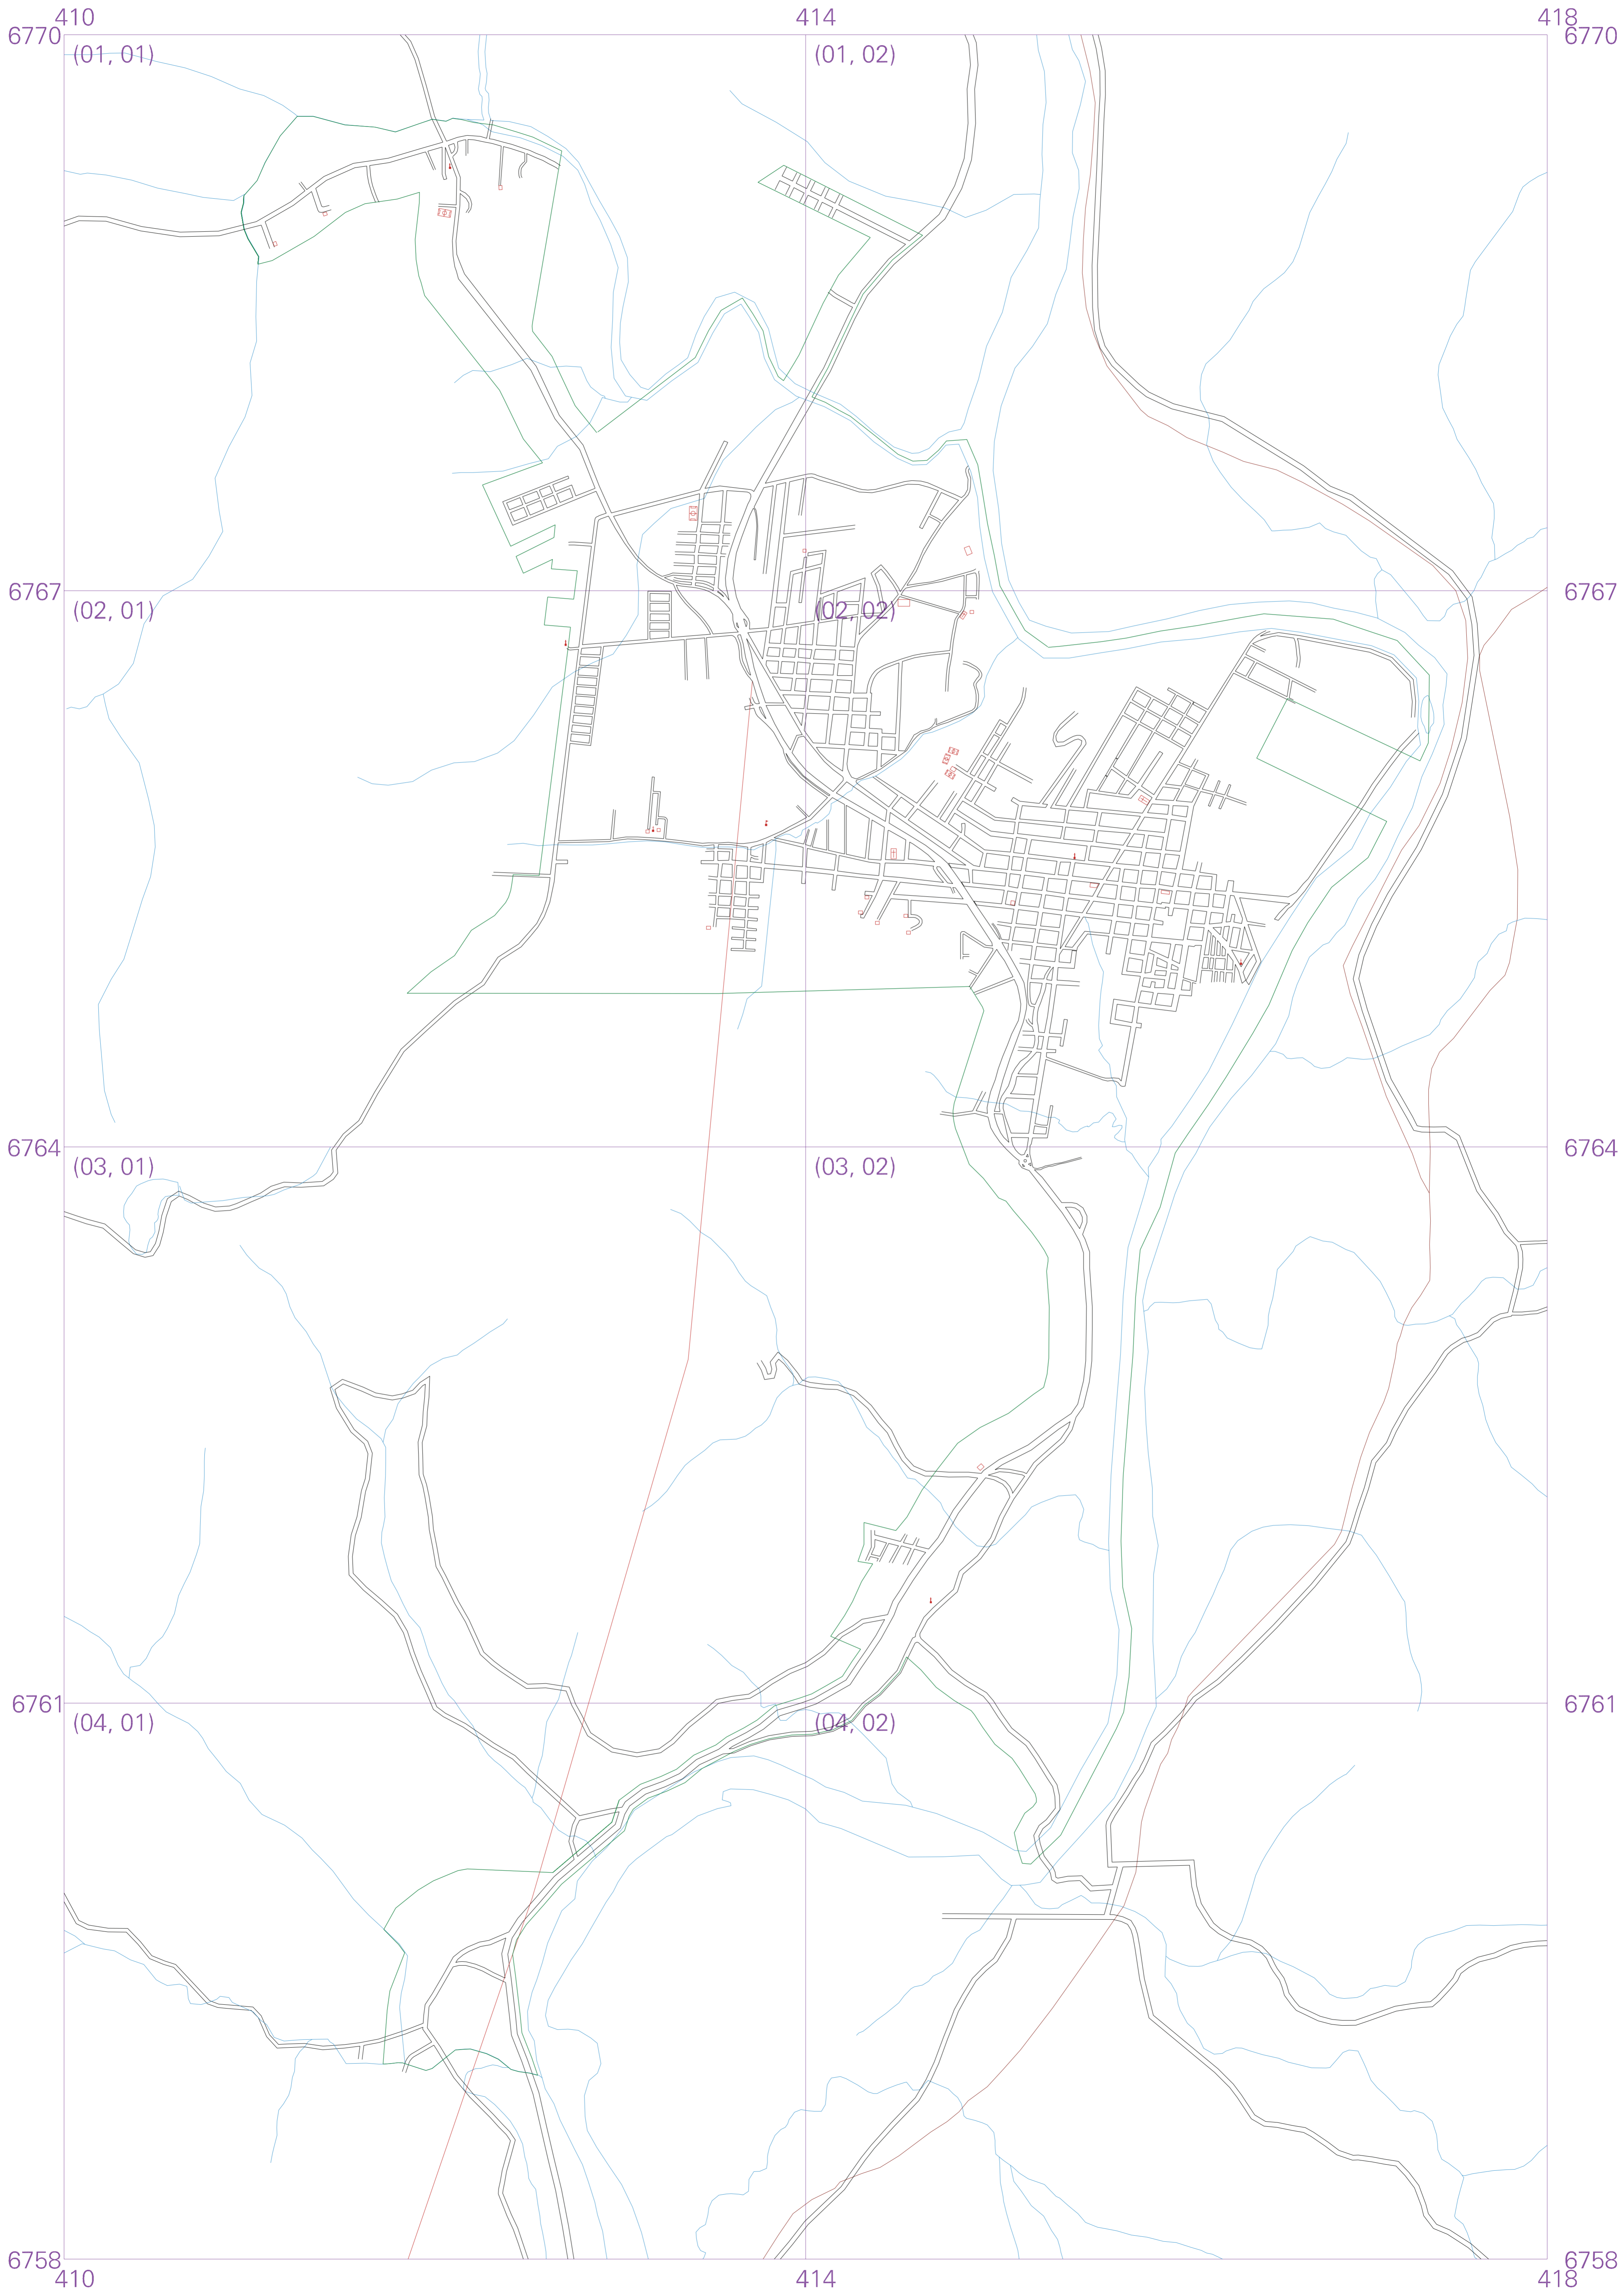 410 414 418
6770 6770
(01, 01) (01, 02)
6767 6767
(02, 01) (02, 02)
6764 6764
(03, 01) (03, 02)
6761 6761
(04, 01) (04, 02)
6758 6758
410 414 418